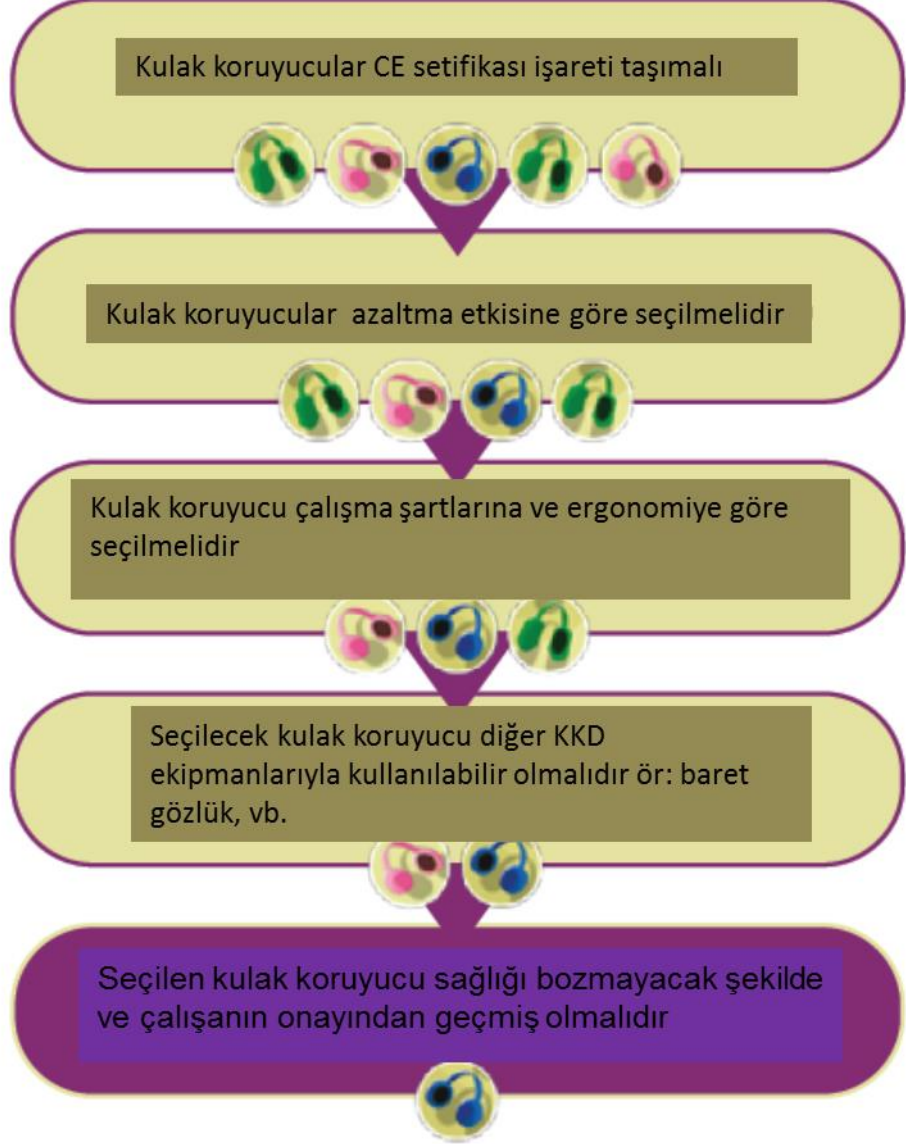 Kulak koruyucular CE setifikası işareti taşımalı
Kulak koruyucular azaltma etkisine göre seçilmelidir
Kulak koruyucu çalışma şartlarına ve ergonomiye göre
seçilmelidir
Seçilecek kulak koruyucu diğer KKD
ekipmanlarıyla kullanılabilir olmalıdır ör: baret
gözlük, vb.
Seçilen kulak koruyucu sağlığı bozmayacak şekilde
ve çalışanın onayından geçmiş olmalıdır